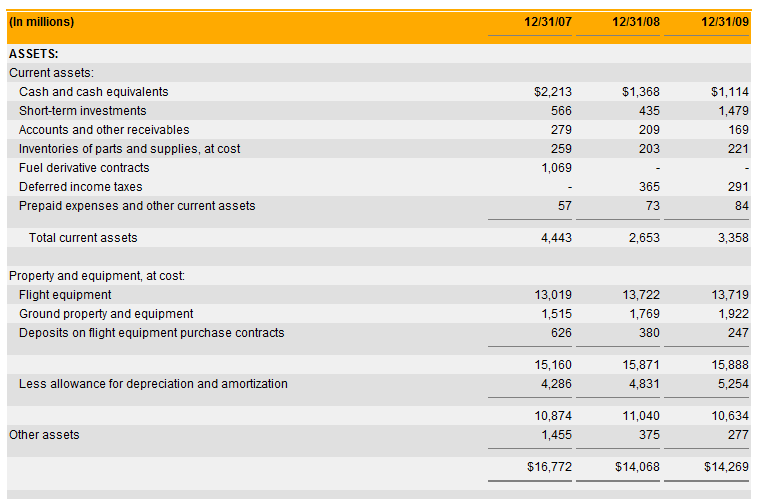 (In millions) 12/31/07 12/31/08 12/31/09
ASSETS:
Current assets:
Cash and cash equivalents $2,213 $1,368 $1,114
Short-term investments 566 435 1,479
Accounts and other receivables 279 209 169
Inventories of parts and supplies, at cost 259 203 221
Fuel derivative contracts 1,069 - -
Deferred income taxes - 365 291
Prepaid expenses and other current assets 57 73 84
Total current assets 4,443 2,653 3,358
Property and equipment, at cost:
Flight equipment 13,019 13,722 13,719
Ground property and equipment 1,515 1,769 1,922
Deposits on flight equipment purchase contracts 626 380 247
15,160 15,871 15,888
Less allowance for depreciation and amortization 4,286 4,831 5,254
10,874 11,040 10,634
Other assets 1,455 375 277
$16,772 $14,068 $14,269